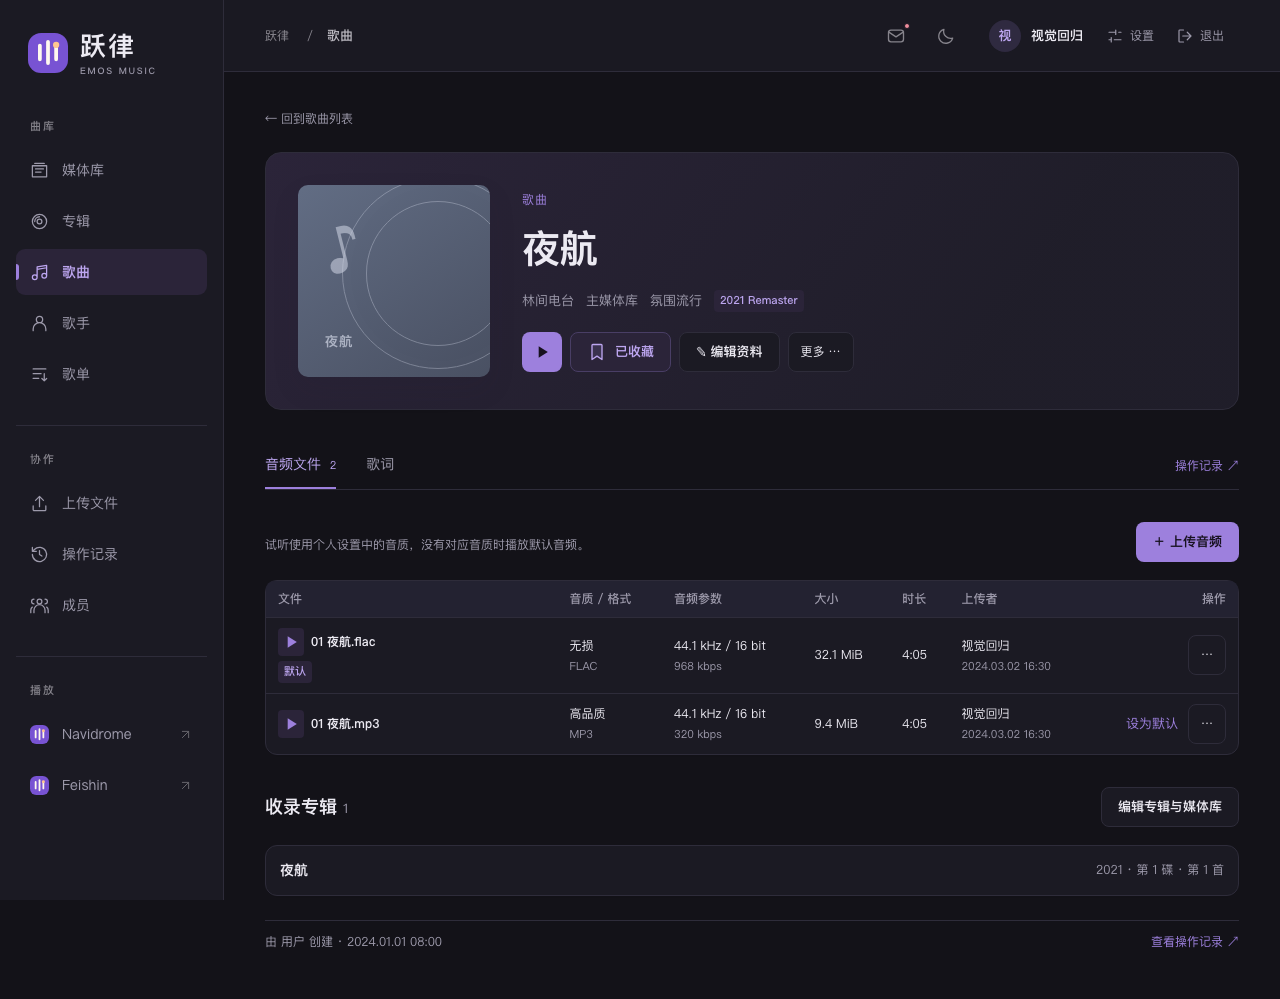 跃律
EMOS MUSIC
曲库
媒体库
专辑
歌曲
歌手
歌单
协作
上传文件
操作记录
成员
播放
Navidrome ↗
Feishin ↗
跃律 / 歌曲
视 视觉回归 设置 退出
← 回到歌曲列表
夜航
歌曲
夜航
林间电台 主媒体库 氛围流行 2021 Remaster
已收藏 ✎ 编辑资料 更多 ···
音频文件 2 歌词 操作记录 ↗
试听使用个人设置中的音质，没有对应音质时播放默认音频。 + 上传音频
文件 音质 / 格式 音频参数 大小 时长 上传者 操作
01 夜航.flac 无损 44.1 kHz / 16 bit 32.1 MiB 4:05 视觉回归 ···
默认 FLAC 968 kbps 2024.03.02 16:30
01 夜航.mp3 高品质 44.1 kHz / 16 bit 9.4 MiB 4:05 视觉回归 设为默认 ···
MP3 320 kbps 2024.03.02 16:30
收录专辑 1 编辑专辑与媒体库
夜航 2021 · 第 1 碟 · 第 1 首
由 用户 创建 · 2024.01.01 08:00 查看操作记录 ↗